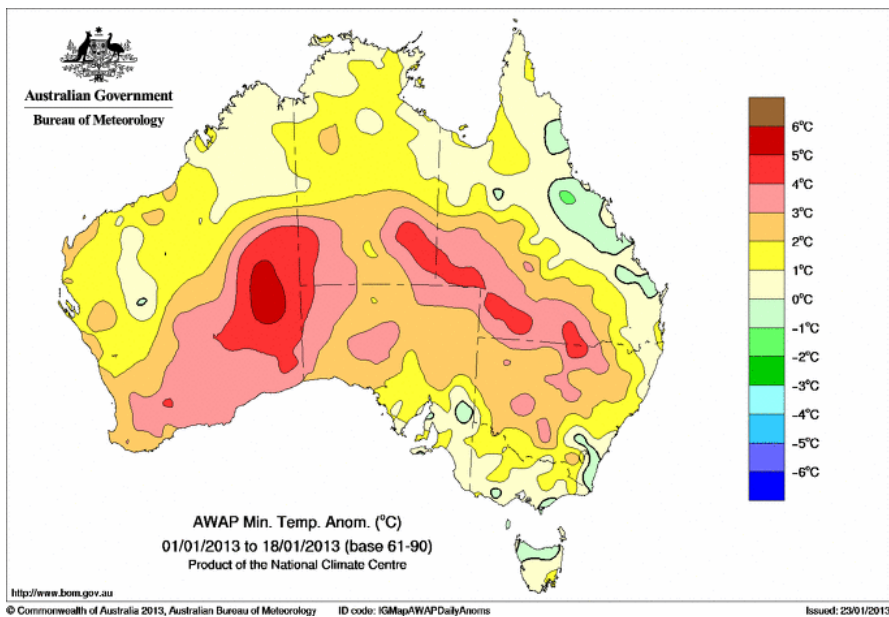 Australian Government
Bureau of Meteorology
6°C
5°C
4°C
3°C
2°C
1°C
0°C
-1°C
-2°C
-3°C
-4°C
-5°C
-6°C
AWAP Min. Temp. Anom. (°C)
01/01/2013 to 18/01/2013 (base 61-90)
Product of the National Climate Centre
http://www.bom.gov.au
© Commonwealth of Australia 2013, Australian Bureau of Meteorology ID code: IGMapAWAPDailyAnoms Issued: 23/01/2013